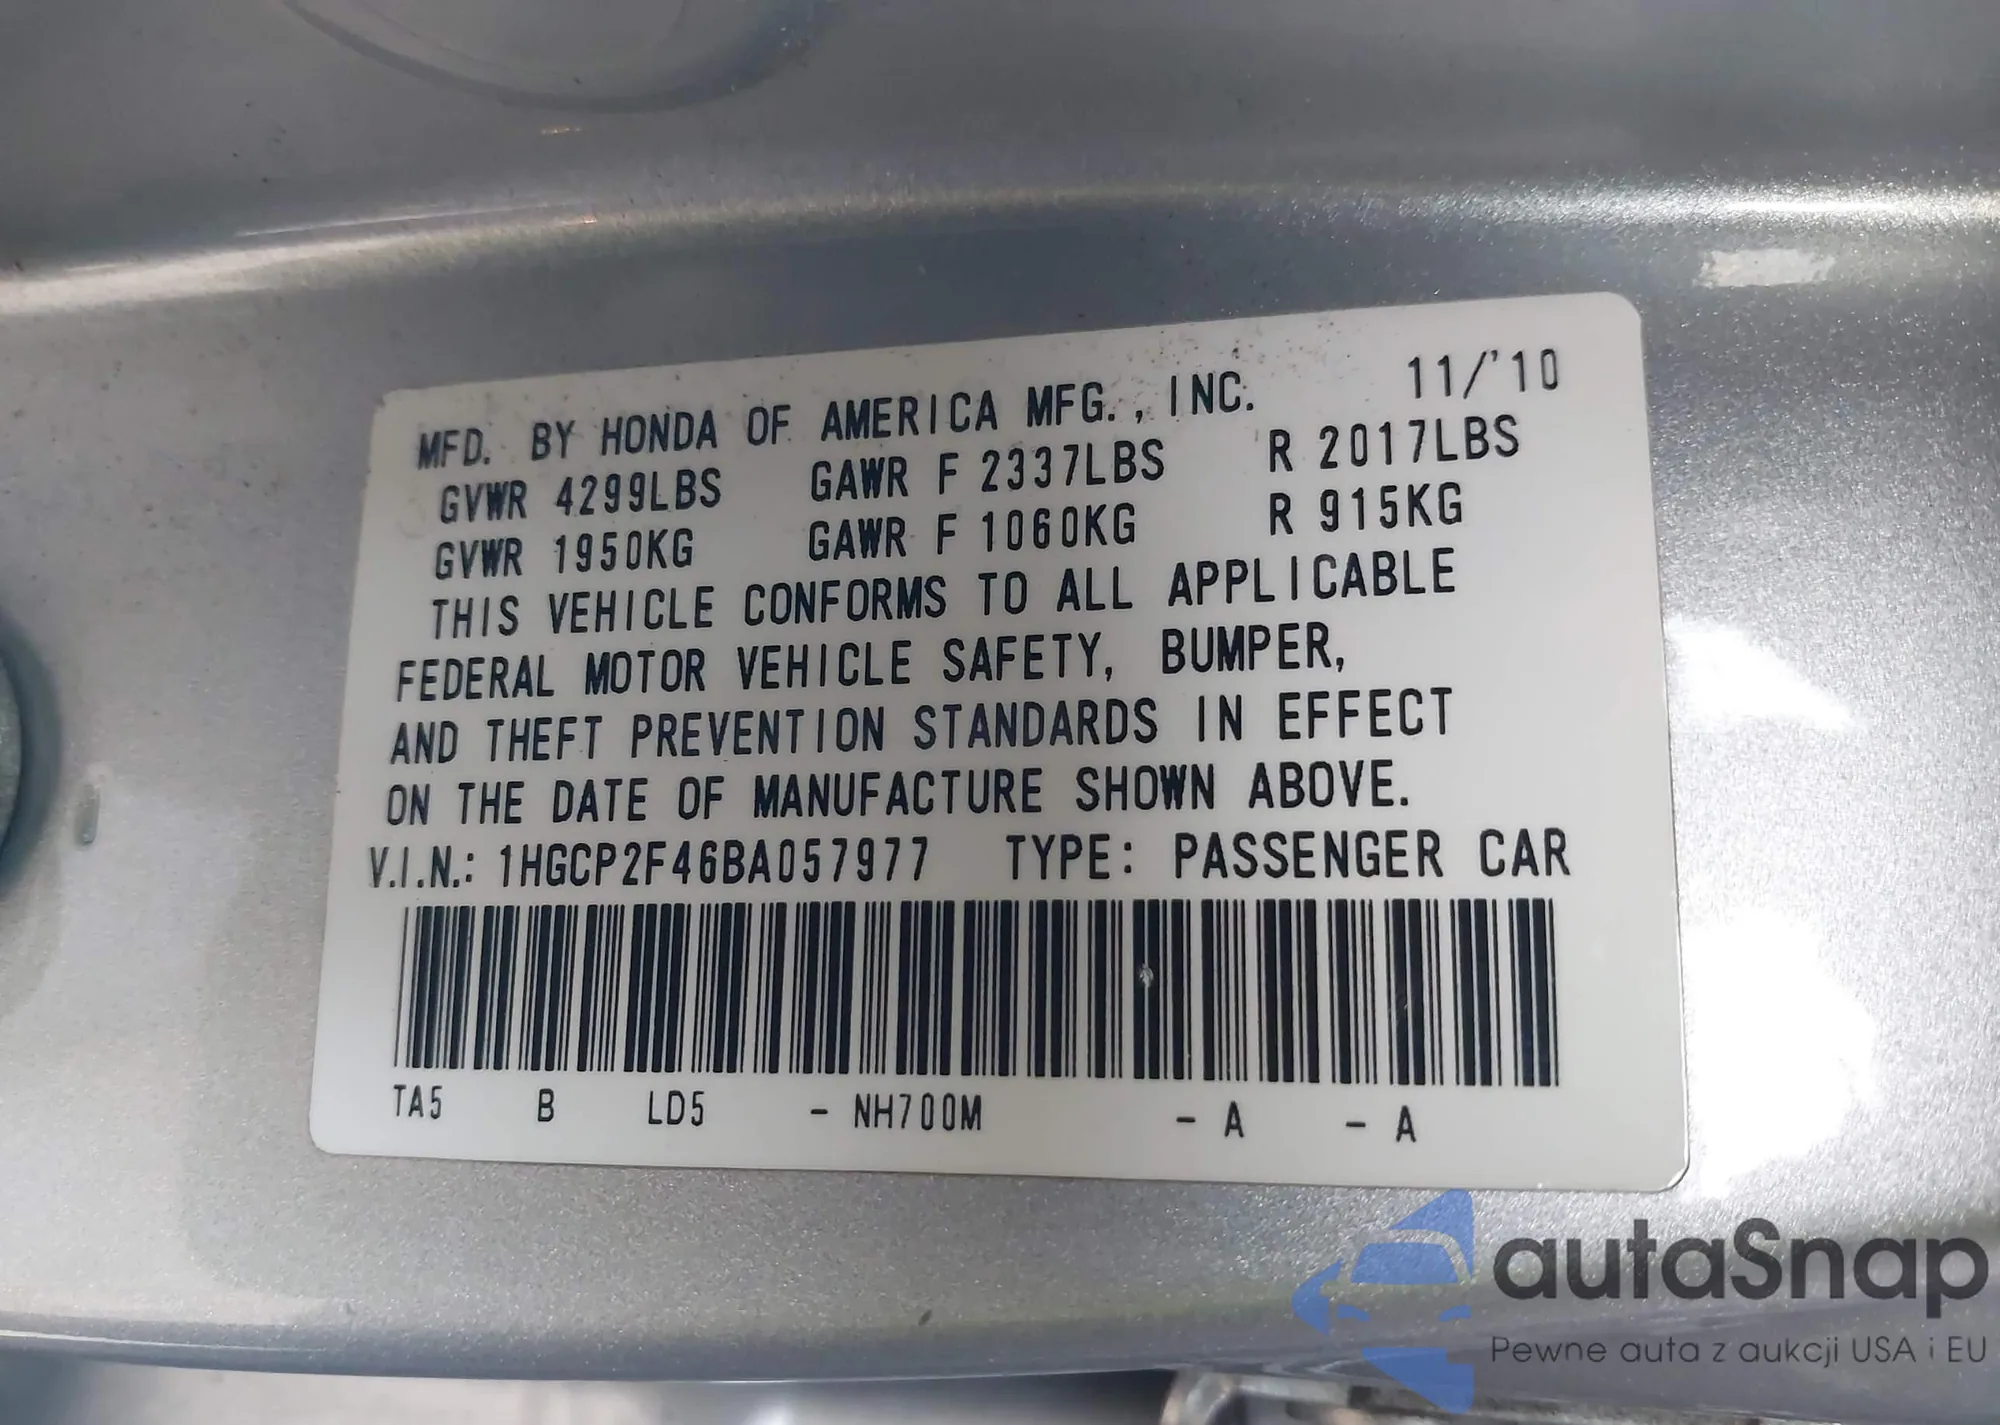 MFD. BY HONDA OF AMERICA MFG., INC. 11/'10
GVWR 4299LBS GAWR F 2337LBS R 2017LBS
GVWR 1950KG GAWR F 1060KG R 915KG
THIS VEHICLE CONFORMS TO ALL APPLICABLE
FEDERAL MOTOR VEHICLE SAFETY, BUMPER,
AND THEFT PREVENTION STANDARDS IN EFFECT
ON THE DATE OF MANUFACTURE SHOWN ABOVE.
V.I.N.: 1HGCP2F46BA057977 TYPE: PASSENGER CAR
TA5 B LD5 - NH700M - A - A
autaSnap
Pewne auta z aukcji USA i EU